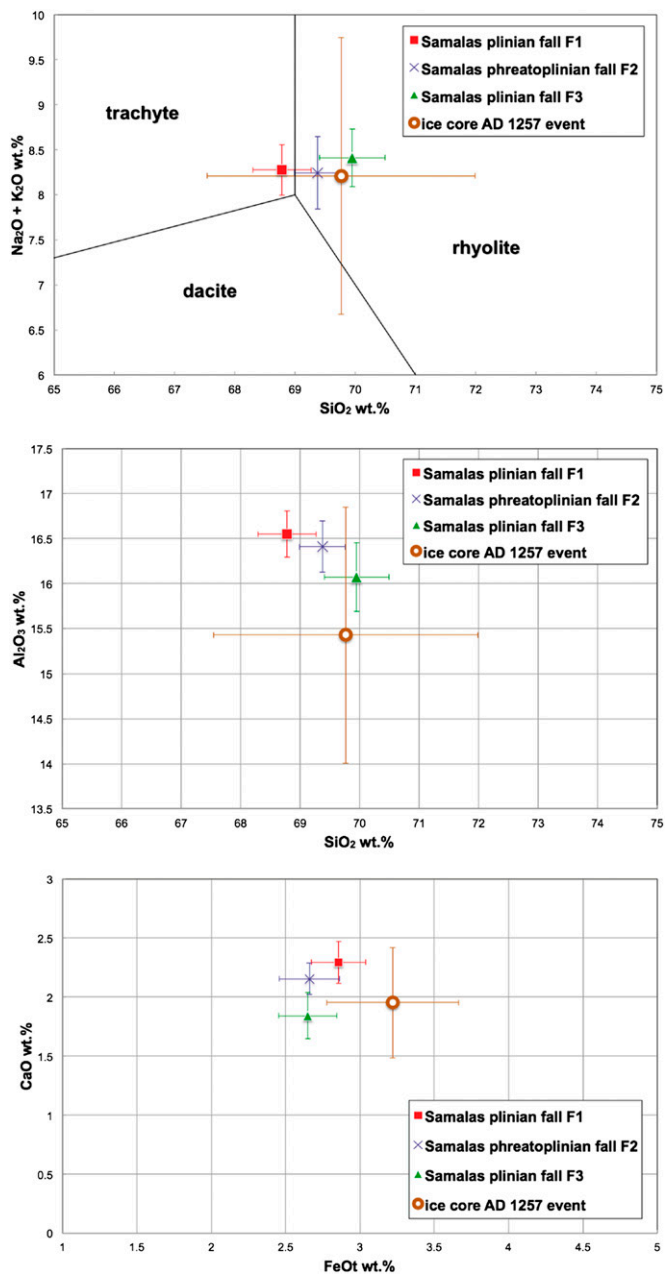 10
9.5
9
8.5
8
7.5
7
6.5
6
Na₂O + K₂O wt.%
Samalas plinian fall F1
Samalas phreatoplinian fall F2
Samalas plinian fall F3
ice core AD 1257 event
trachyte
rhyolite
dacite
65 66 67 68 69 70 71 72 73 74 75
SiO₂ wt.%
17.5
17
16.5
16
15.5
15
14.5
14
13.5
Al₂O₃ wt.%
Samalas plinian fall F1
Samalas phreatoplinian fall F2
Samalas plinian fall F3
ice core AD 1257 event
65 66 67 68 69 70 71 72 73 74 75
SiO₂ wt.%
3
2.5
2
1.5
1
0.5
0
CaO wt.%
Samalas plinian fall F1
Samalas phreatoplinian fall F2
Samalas plinian fall F3
ice core AD 1257 event
1 1.5 2 2.5 3 3.5 4 4.5 5
FeOt wt.%